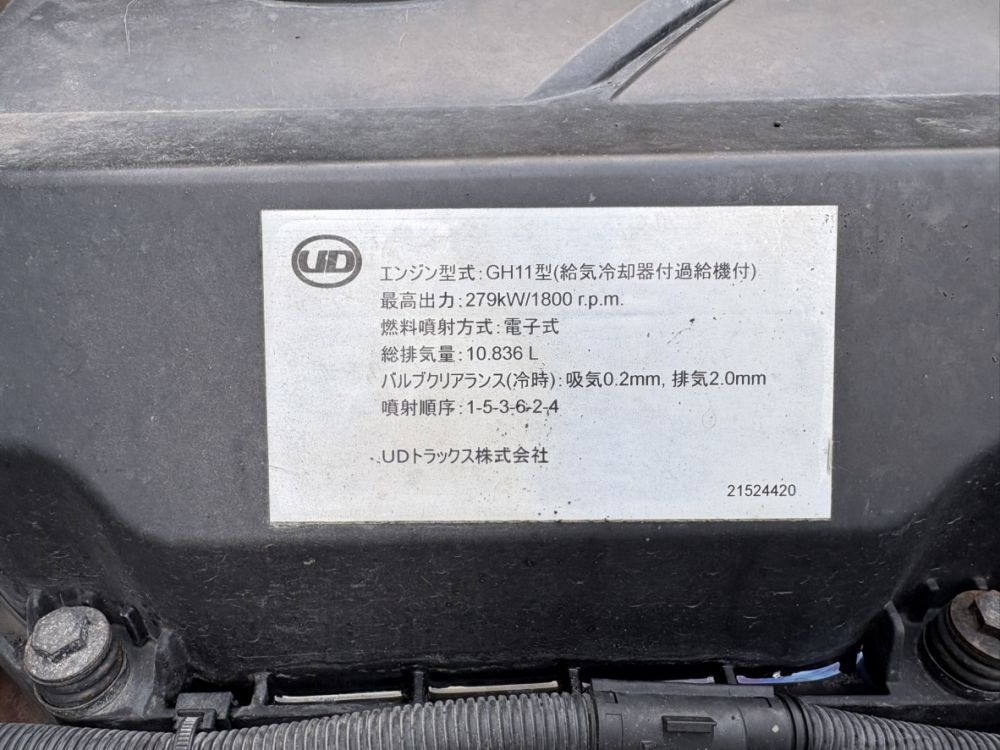 UD
エンジン型式:GH11型(給気冷却器付過給機付)
最高出力:279kW/1800 r.p.m.
燃料噴射方式:電子式
総排気量:10.836 L
バルブクリアランス(冷時):吸気0.2mm, 排気2.0mm
噴射順序:1-5-3-6-2-4
UDトラックス株式会社
21524420